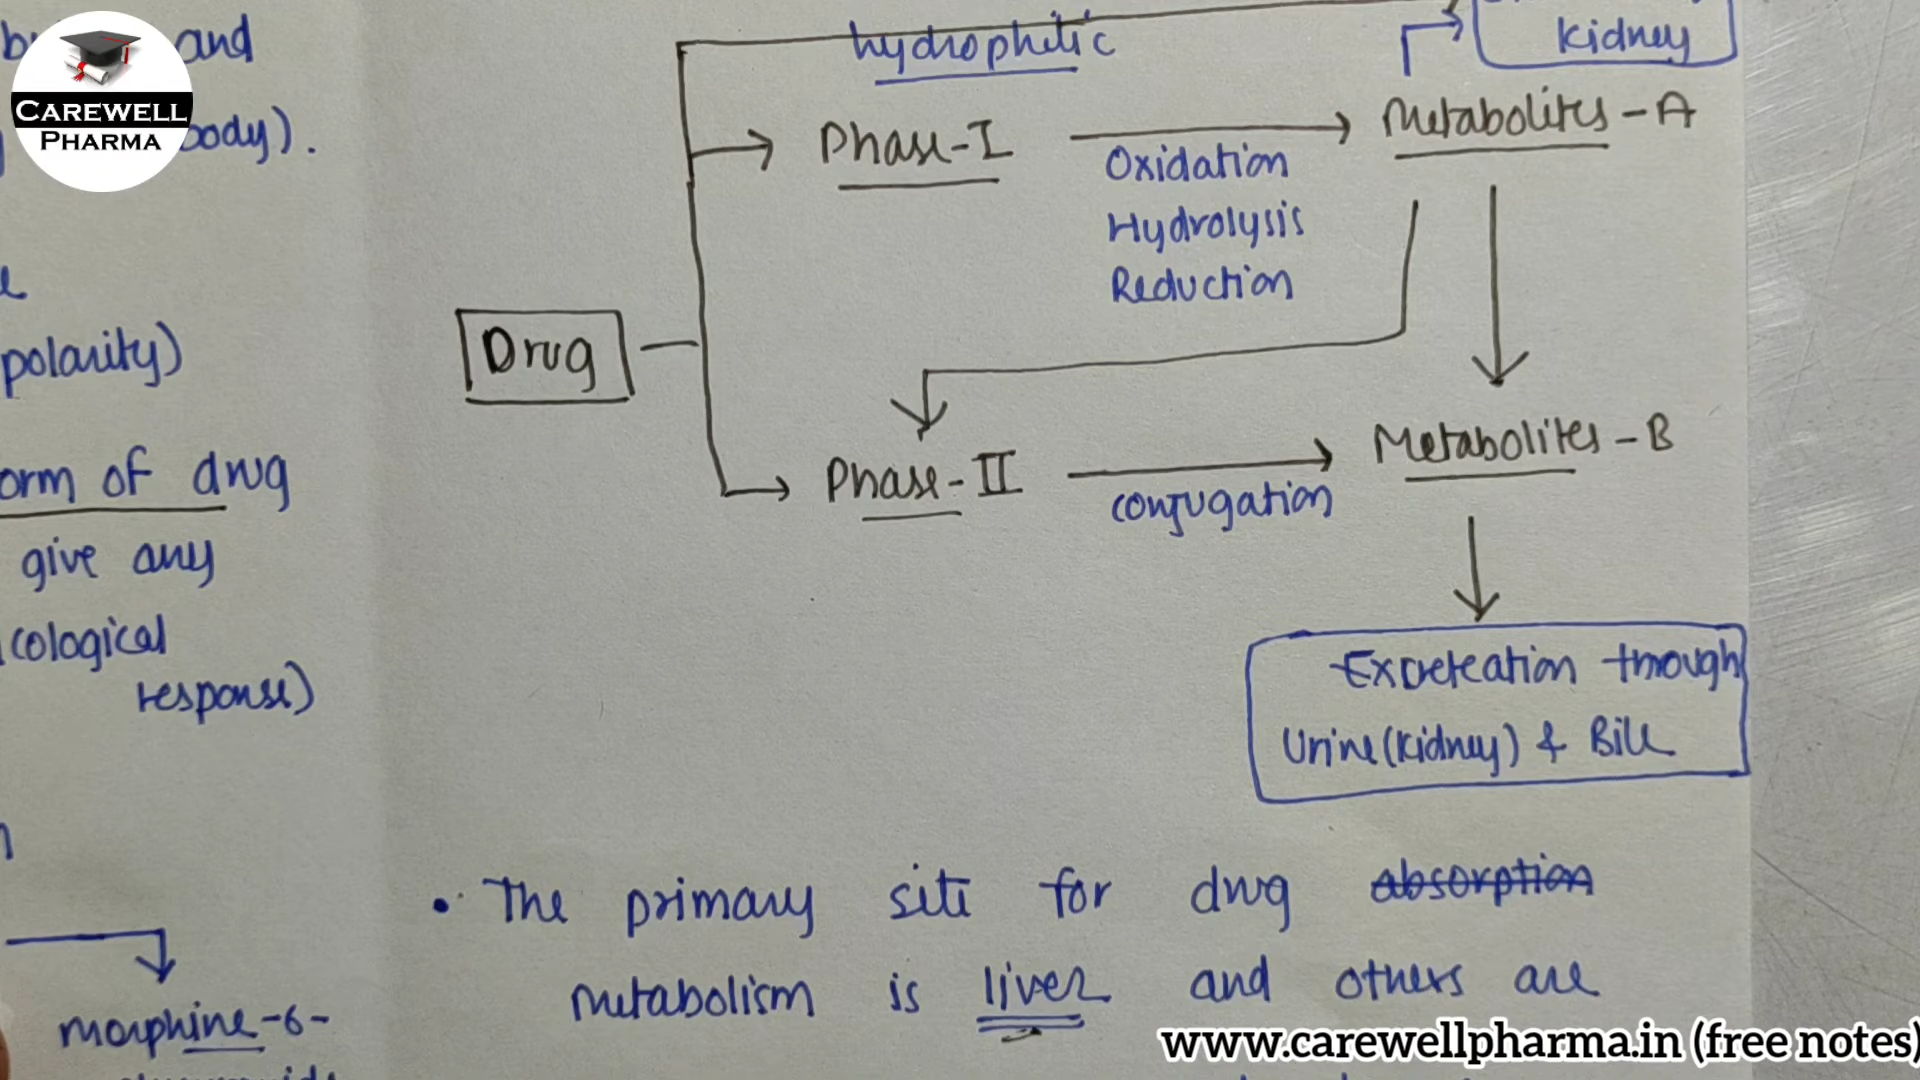 and
body).
polarity)
orm of drug
give any
cological
response)
morphine-6-
CAREWELL
PHARMA
hydrophilic
kidney
Phase-I
Metabolites-A
Oxidation
Hydrolysis
Reduction
Drug
Phase-II
Metabolites-B
conjugation
Excreteation through
Urine(kidney) & Bile
• The primary site for drug absorption
metabolism is liver and others are
www.carewellpharma.in (free notes)